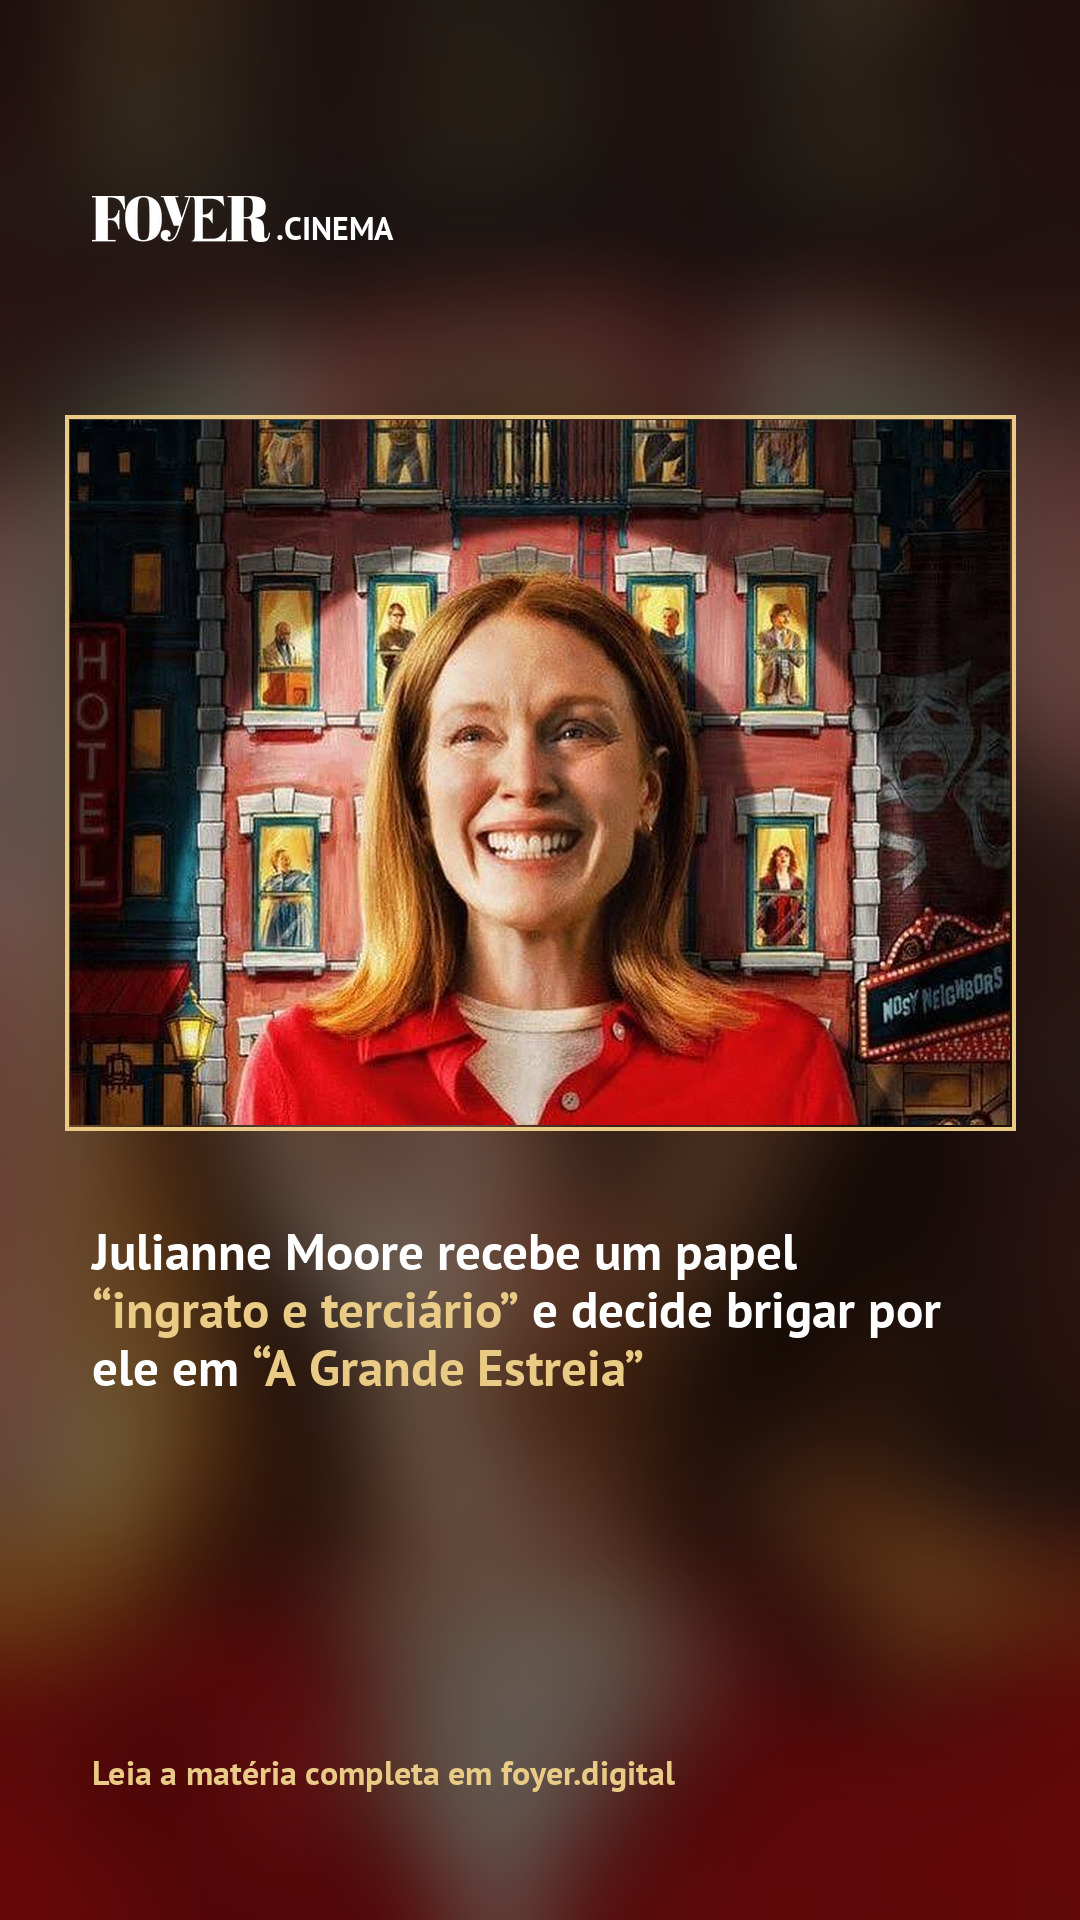 FOYER .CINEMA
HOTEL
NOSY NEIGHBORS
Julianne Moore recebe um papel
“ingrato e terciário” e decide brigar por
ele em “A Grande Estreia”
Leia a matéria completa em foyer.digital